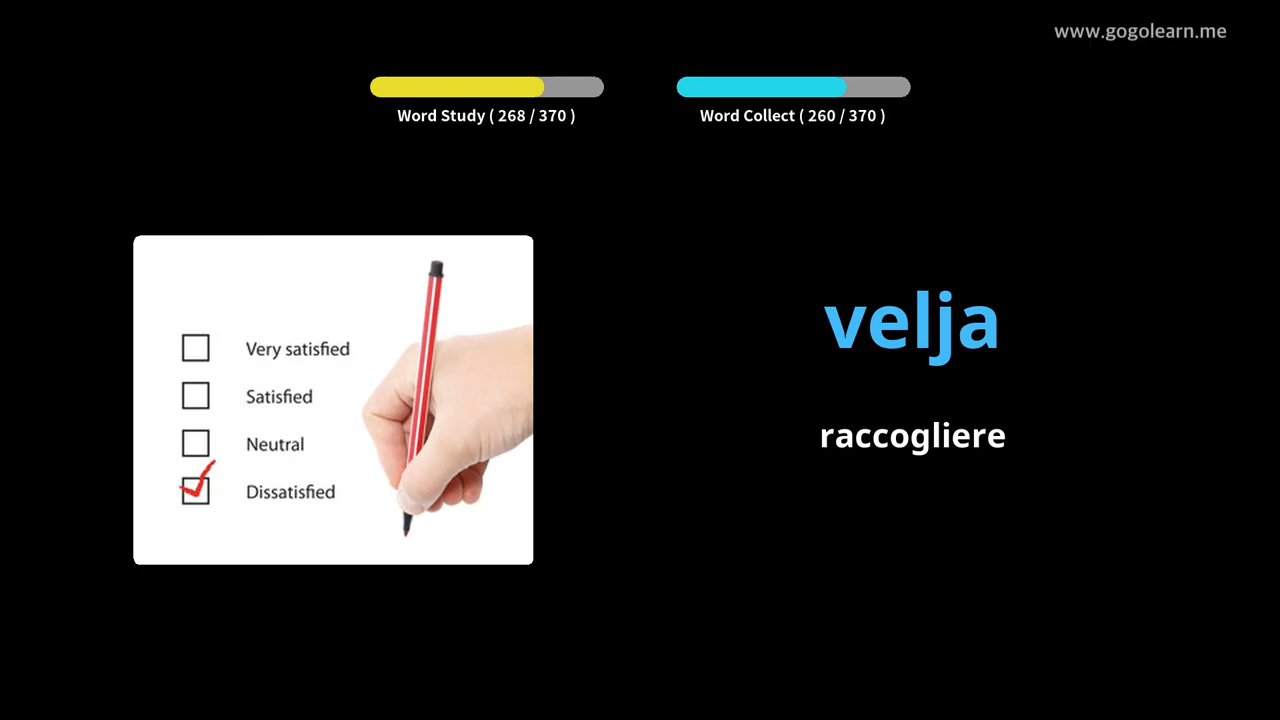 www.gogolearn.me
Word Study ( 268 / 370 )
Word Collect ( 260 / 370 )
Very satisfied
Satisfied
Neutral
Dissatisfied
velja
raccogliere